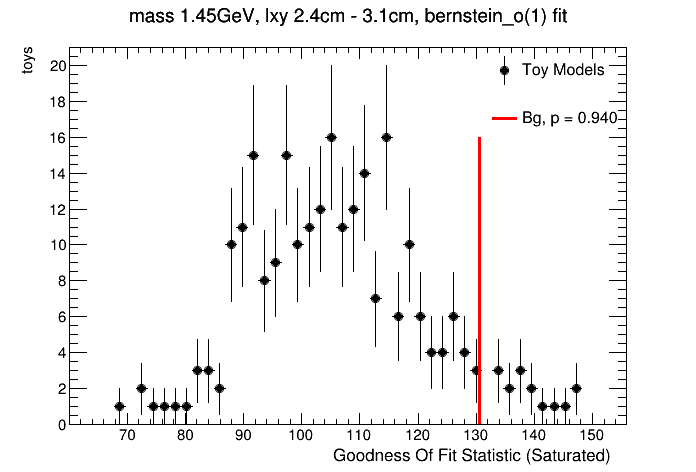 mass 1.45GeV, lxy 2.4cm - 3.1cm, bernstein_o(1) fit
toys
Toy Models
Bg, p = 0.940
20
18
16
14
12
10
8
6
4
2
0
70 80 90 100 110 120 130 140 150
Goodness Of Fit Statistic (Saturated)